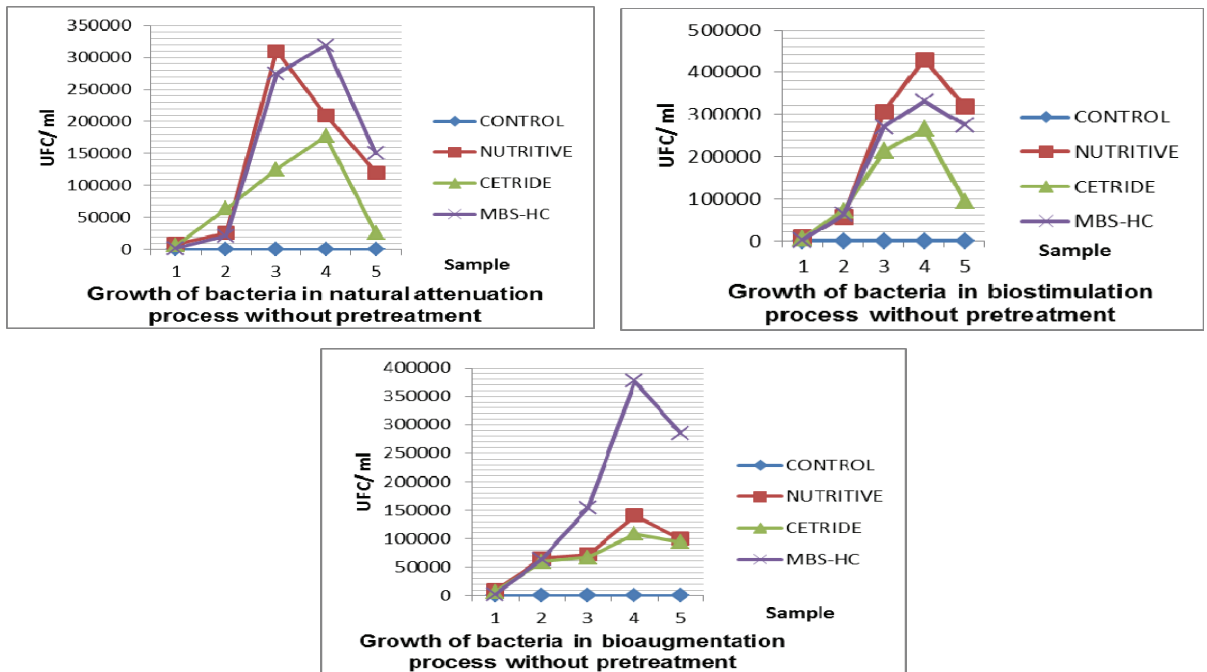 350000
300000
250000
200000
150000
100000
50000
0
UFC/ ml
1 2 3 4 5
CONTROL
NUTRITIVE
CETRIDE
MBS-HC
Sample
Growth of bacteria in natural attenuation
process without pretreatment
500000
400000
300000
200000
100000
0
UFC/ ml
1 2 3 4 5
CONTROL
NUTRITIVE
CETRIDE
MBS-HC
Sample
Growth of bacteria in biostimulation
process without pretreatment
400000
350000
300000
250000
200000
150000
100000
50000
0
UFC/ ml
1 2 3 4 5
CONTROL
NUTRITIVE
CETRIDE
MBS-HC
Sample
Growth of bacteria in bioaugmentation
process without pretreatment